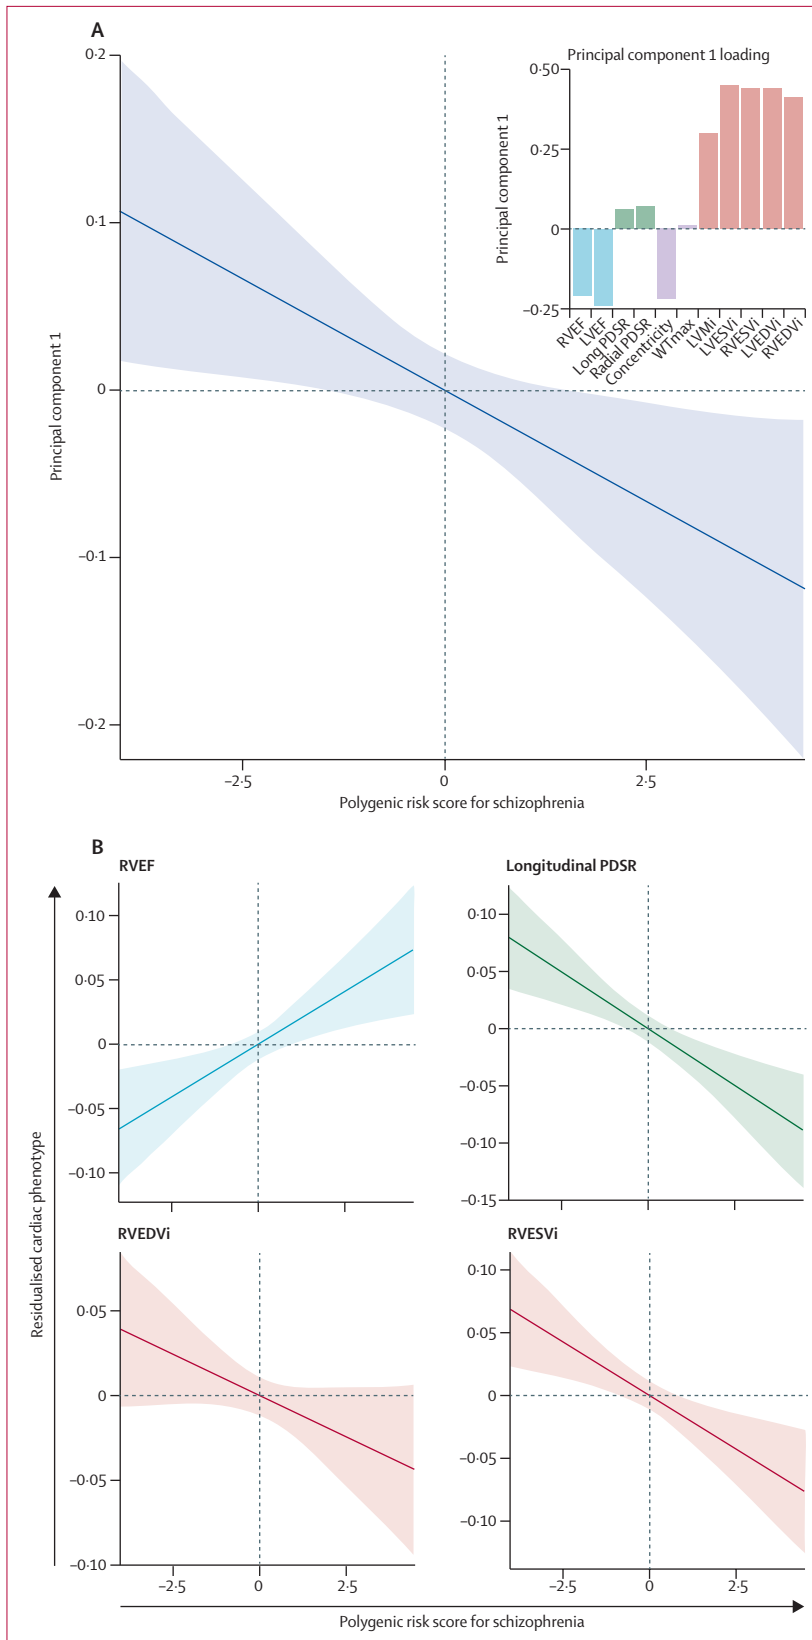 A
Principal component 1 loading
0·50
0·25
0
−0·25
Principal component 1
RVEF
LVEF
Long PDSR
Radial PDSR
Concentricity
WTmax
LVMi
LVESVi
RVESVi
LVEDVi
RVEDVi
0·2
0·1
0
−0·1
−0·2
Principal component 1
−2·5
0
2·5
Polygenic risk score for schizophrenia
B
Residualised cardiac phenotype
RVEF
0·10
0·05
0
−0·05
−0·10
Longitudinal PDSR
0·10
0·05
0
−0·05
−0·10
−0·15
RVEDVi
0·05
0
−0·05
−0·10
−2·5
0
2·5
RVESVi
0·10
0·05
0
−0·05
−0·10
−2·5
0
2·5
Polygenic risk score for schizophrenia